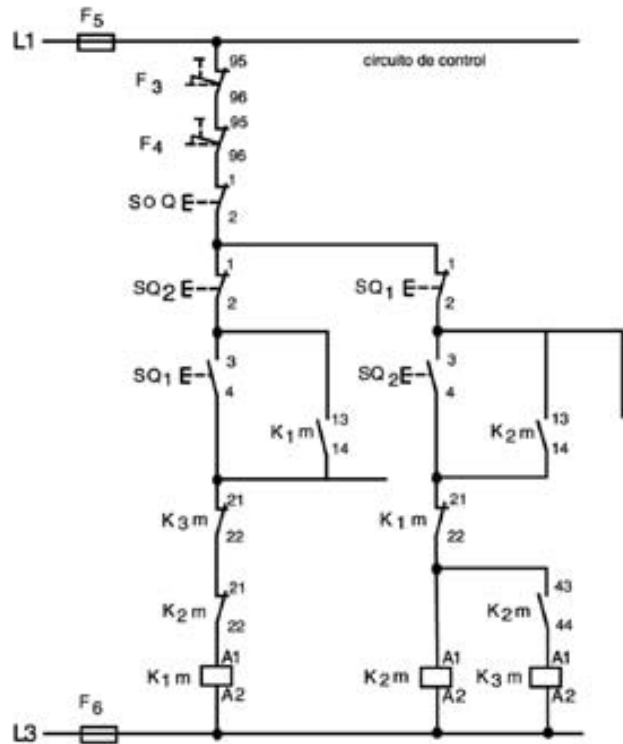 F5
L1
circuito de control
95
F3
96
95
F4
95
1
SOQ E
2
1
1
SQ2 E
SQ1 E
2
2
3
3
SQ1 E
SQ2 E
4
4
13
13
K1m
K2m
14
14
21
21
K3m
K1m
22
22
21
43
K2m
K2m
22
44
A1
A1
A1
K1m
K2m
K3m
A2
A2
A2
F6
L3